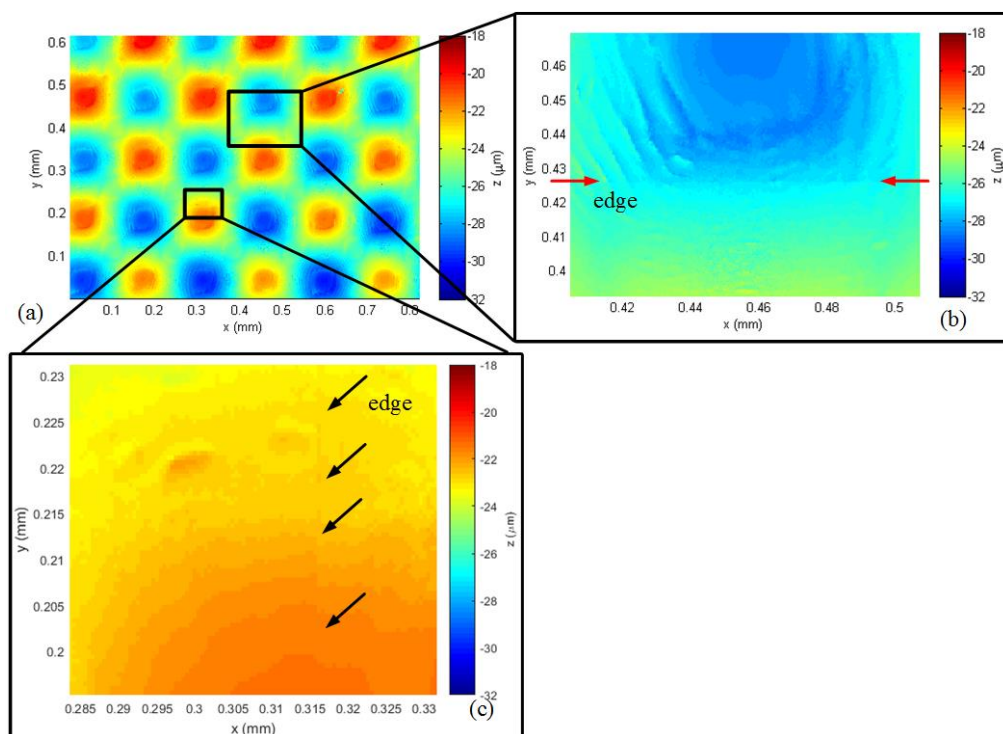 0.6
0.5
0.4
0.3
0.2
0.1
y (mm)
0.1 0.2 0.3 0.4 0.5 0.6 0.7 0.8
x (mm)
-18
-20
-22
-24
-26
-28
-30
-32
z (μm)
(a)
0.46
0.45
0.44
0.43
0.42
0.41
0.4
y (mm)
edge
0.42 0.44 0.46 0.48 0.5
x (mm)
-18
-20
-22
-24
-26
-28
-30
-32
z (μm)
(b)
0.23
0.225
0.22
0.215
0.21
0.205
0.2
y (mm)
edge
0.285 0.29 0.295 0.3 0.305 0.31 0.315 0.32 0.325 0.33
x (mm)
-18
-20
-22
-24
-26
-28
-30
-32
z (μm)
(c)